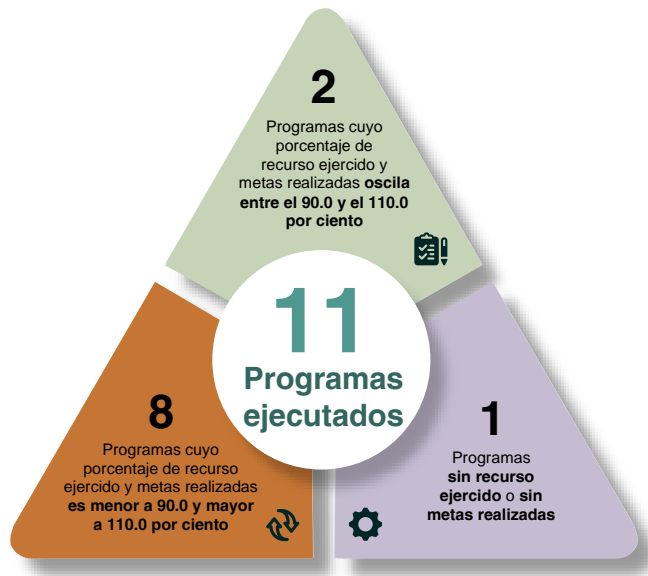 2
Programas cuyo
porcentaje de
recurso ejercido y
metas realizadas oscila
entre el 90.0 y el 110.0
por ciento
11
Programas
ejecutados
8
Programas cuyo
porcentaje de recurso
ejercido y metas realizadas
es menor a 90.0 y mayor
a 110.0 por ciento
1
Programas
sin recurso
ejercido o sin
metas realizadas